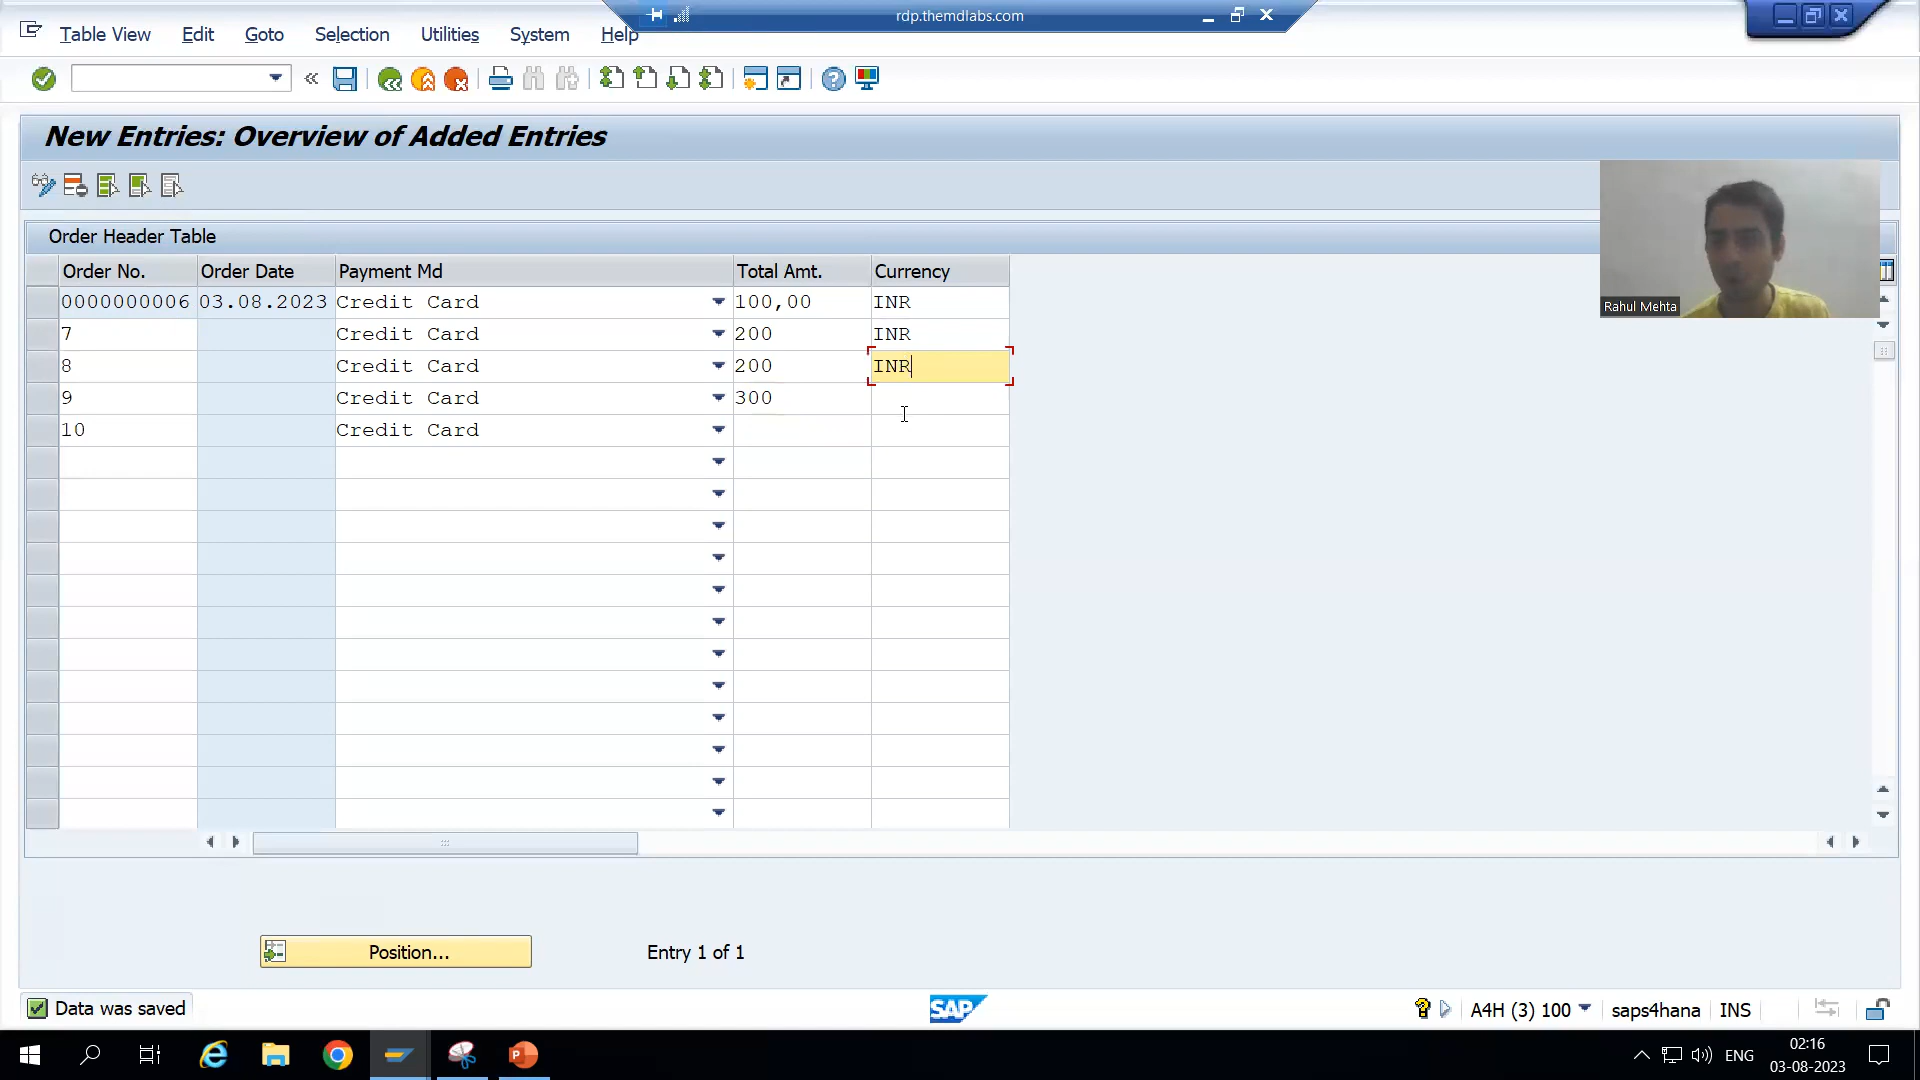 rdp.themdlabs.com
Table View Edit Goto Selection Utilities System Help
New Entries: Overview of Added Entries
Order Header Table
Order No. Order Date Payment Md Total Amt. Currency
0000000006 03.08.2023 Credit Card 100,00 INR
7 Credit Card 200 INR
8 Credit Card 200 INR
9 Credit Card 300
10 Credit Card
Rahul Mehta
Position... Entry 1 of 1
Data was saved SAP A4H (3) 100 saps4hana INS
ENG 02:16
03-08-2023